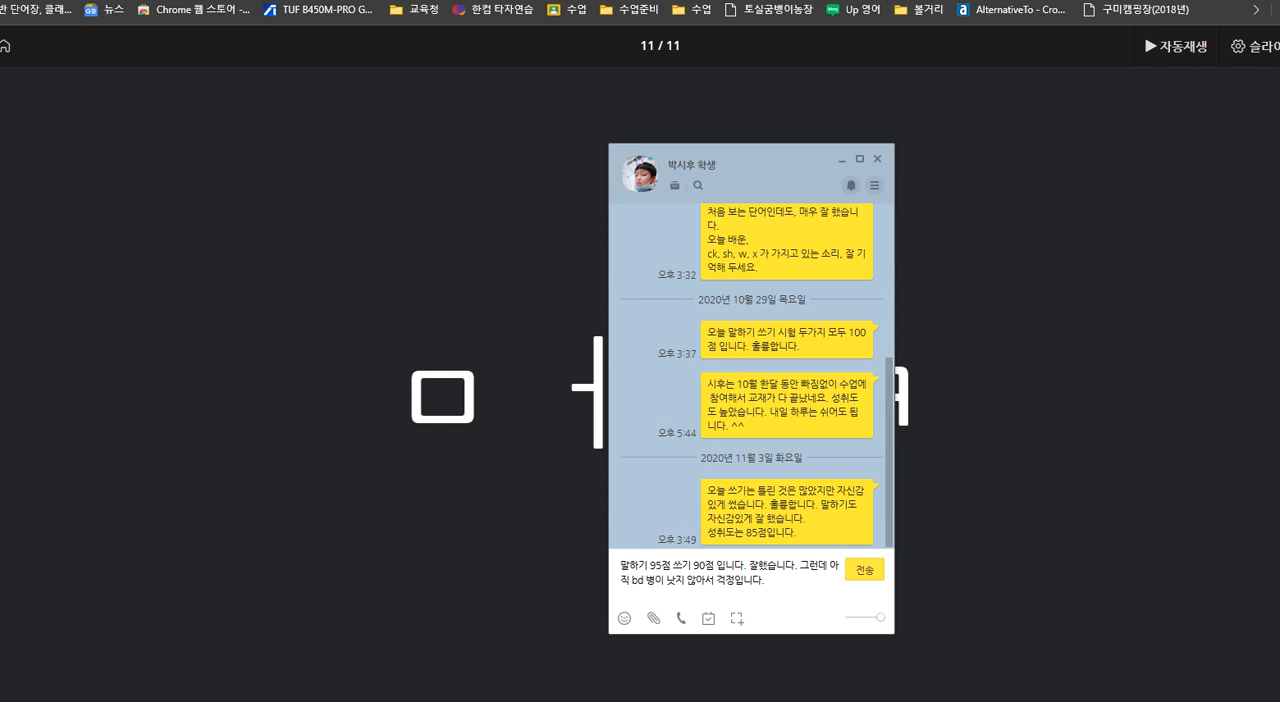 반 단어장, 클래... 뉴스 Chrome 웹 스토어 -... TUF B450M-PRO G... 교육청 한컴 타자연습 수업 수업준비 수업 토실굼벵이농장 Up 영어 볼거리 AlternativeTo - Cro... 구미캠핑장(2018년)
11 / 11
자동재생
슬라이
박시후 학생
처음 보는 단어인데도, 매우 잘 했습니
다.
오늘 배운,
ck, sh, w, x 가 가지고 있는 소리, 잘 기
억해 두세요.
오후 3:32
2020년 10월 29일 목요일
오늘 말하기 쓰기 시험 두가지 모두 100
점 입니다. 훌륭합니다.
오후 3:37
시후는 10월 한달 동안 빠짐없이 수업에
참여해서 교재가 다 끝났네요. 성취도
도 높았습니다. 내일 하루는 쉬어도 됩
니다. ^^
오후 5:44
2020년 11월 3일 화요일
오늘 쓰기는 틀린 것은 많았지만 자신감
있게 썼습니다. 훌륭합니다. 말하기도
자신감있게 잘 했습니다.
성취도는 85점입니다.
오후 3:49
말하기 95점 쓰기 90점 입니다. 잘했습니다. 그런데 아
직 bd 병이 낫지 않아서 걱정입니다.
전송